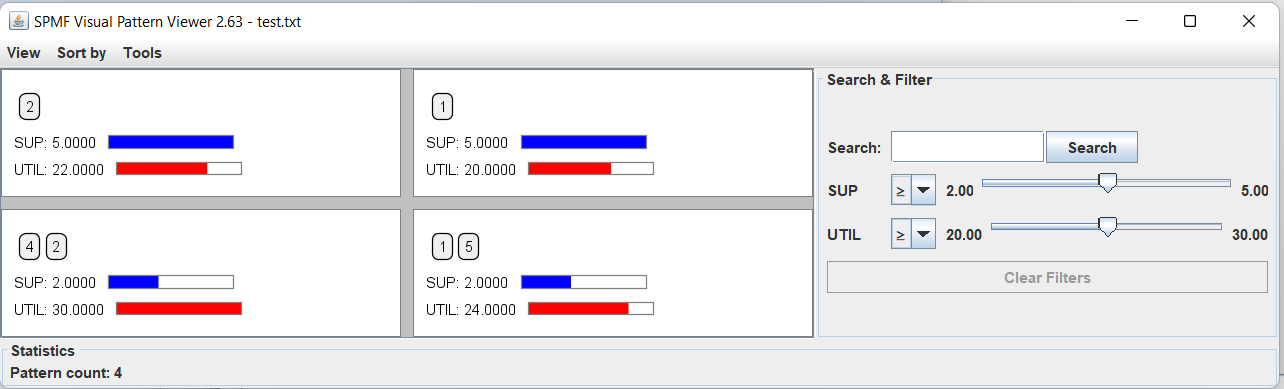 SPMF Visual Pattern Viewer 2.63 - test.txt
View Sort by Tools
2
SUP: 5.0000
UTIL: 22.0000
1
SUP: 5.0000
UTIL: 20.0000
4 2
SUP: 2.0000
UTIL: 30.0000
1 5
SUP: 2.0000
UTIL: 24.0000
Search & Filter
Search: Search
SUP ≥ 2.00 5.00
UTIL ≥ 20.00 30.00
Clear Filters
Statistics
Pattern count: 4